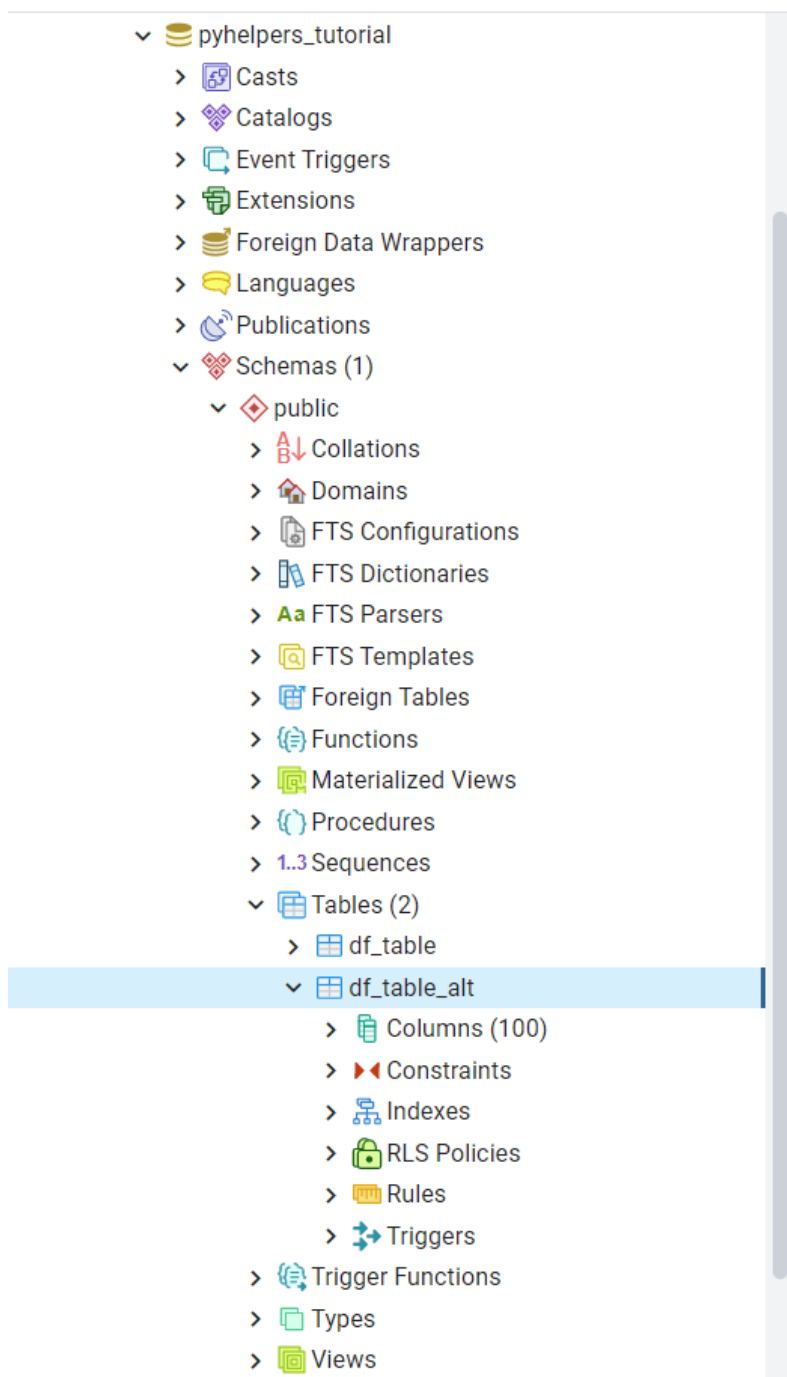 pyhelpers_tutorial
Casts
Catalogs
Event Triggers
Extensions
Foreign Data Wrappers
Languages
Publications
Schemas (1)
public
Collations
Domains
FTS Configurations
FTS Dictionaries
Aa FTS Parsers
FTS Templates
Foreign Tables
Functions
Materialized Views
Procedures
1..3 Sequences
Tables (2)
df_table
df_table_alt
Columns (100)
Constraints
Indexes
RLS Policies
Rules
Triggers
Trigger Functions
Types
Views